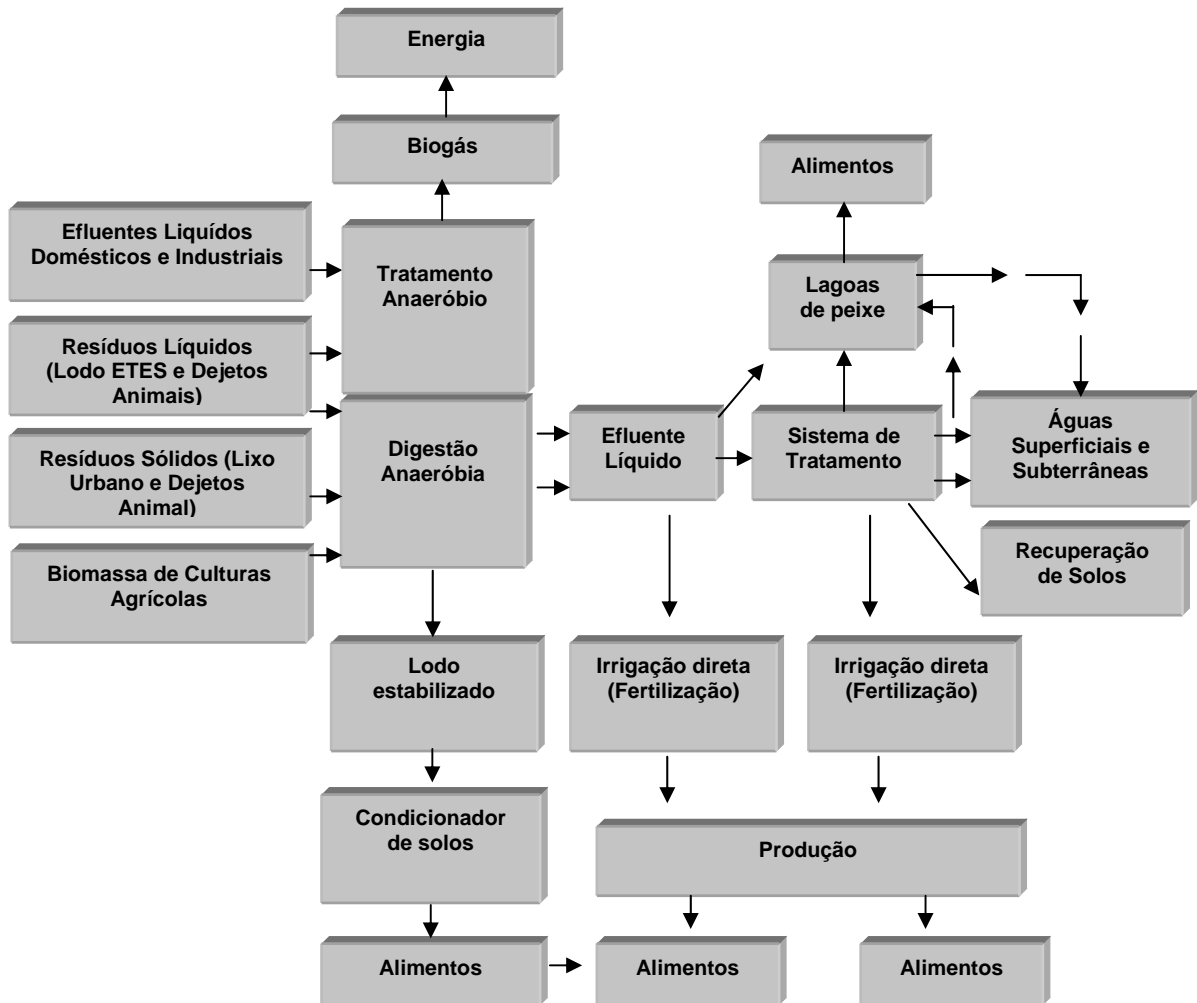 Energia
Biogás
Alimentos
Efluentes Liquídos
Domésticos e Industriais
Tratamento
Anaeróbio
Lagoas
de peixe
Resíduos Líquidos
(Lodo ETES e Dejetos
Animais)
Digestão
Anaeróbia
Efluente
Líquido
Sistema de
Tratamento
Águas
Superficiais e
Subterrâneas
Resíduos Sólidos (Lixo
Urbano e Dejetos
Animal)
Biomassa de Culturas
Agrícolas
Recuperação
de Solos
Lodo
estabilizado
Irrigação direta
(Fertilização)
Irrigação direta
(Fertilização)
Condicionador
de solos
Produção
Alimentos
Alimentos
Alimentos